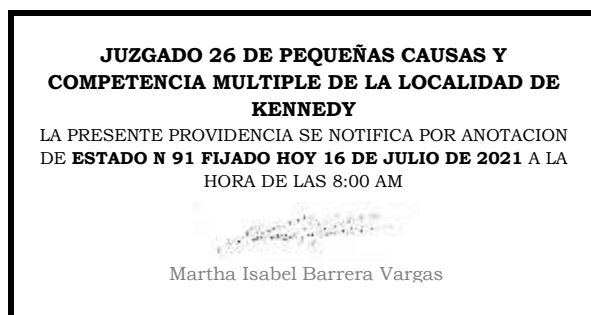 JUZGADO 26 DE PEQUEÑAS CAUSAS Y
COMPETENCIA MULTIPLE DE LA LOCALIDAD DE
KENNEDY
LA PRESENTE PROVIDENCIA SE NOTIFICA POR ANOTACION
DE ESTADO N 91 FIJADO HOY 16 DE JULIO DE 2021 A LA
HORA DE LAS 8:00 AM
Martha Isabel Barrera Vargas